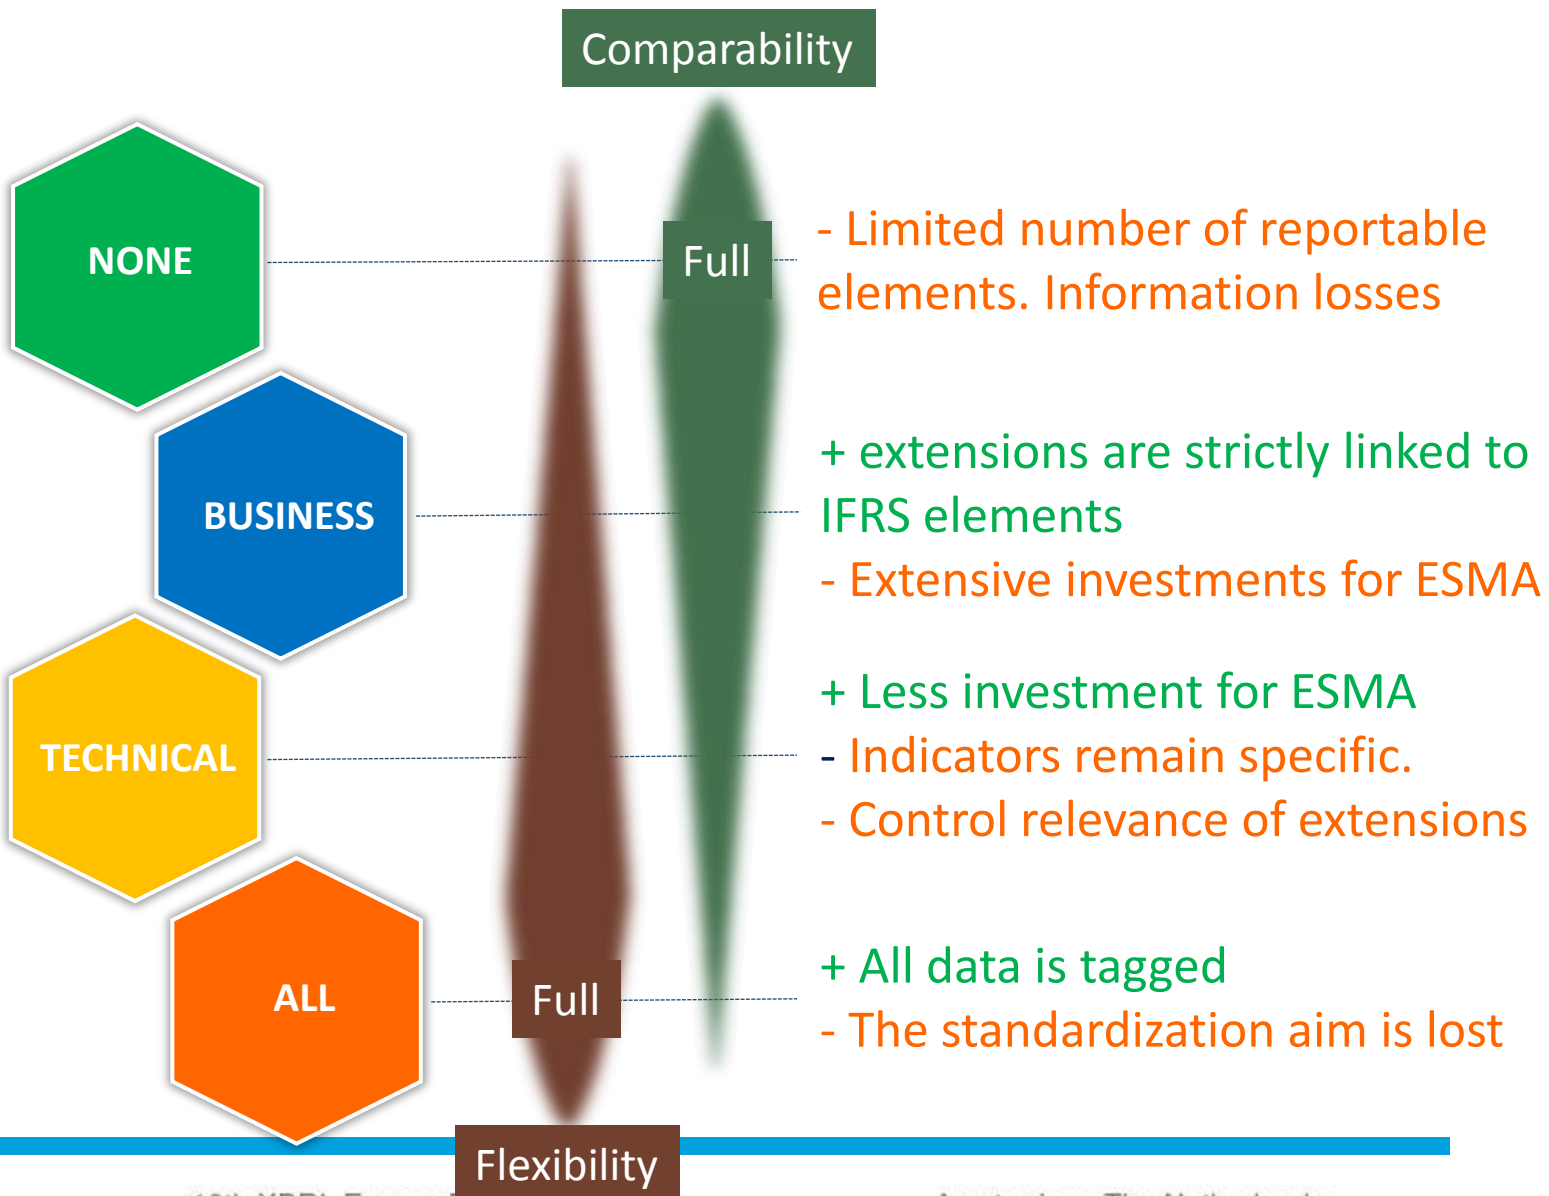 Comparability
NONE
Full
- Limited number of reportable
elements. Information losses
BUSINESS
+ extensions are strictly linked to
IFRS elements
- Extensive investments for ESMA
TECHNICAL
+ Less investment for ESMA
- Indicators remain specific.
- Control relevance of extensions
ALL
Full
+ All data is tagged
- The standardization aim is lost
Flexibility